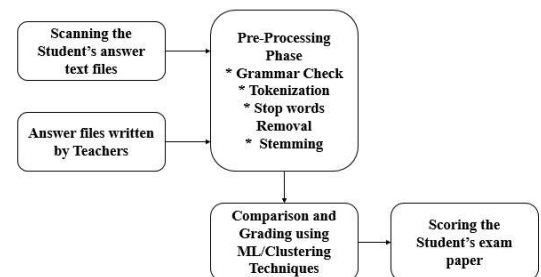 Scanning the
Student's answer
text files
Answer files written
by Teachers
Pre-Processing
Phase
* Grammar Check
* Tokenization
* Stop words
Removal
* Stemming
Comparison and
Grading using
ML/Clustering
Techniques
Scoring the
Student's exam
paper